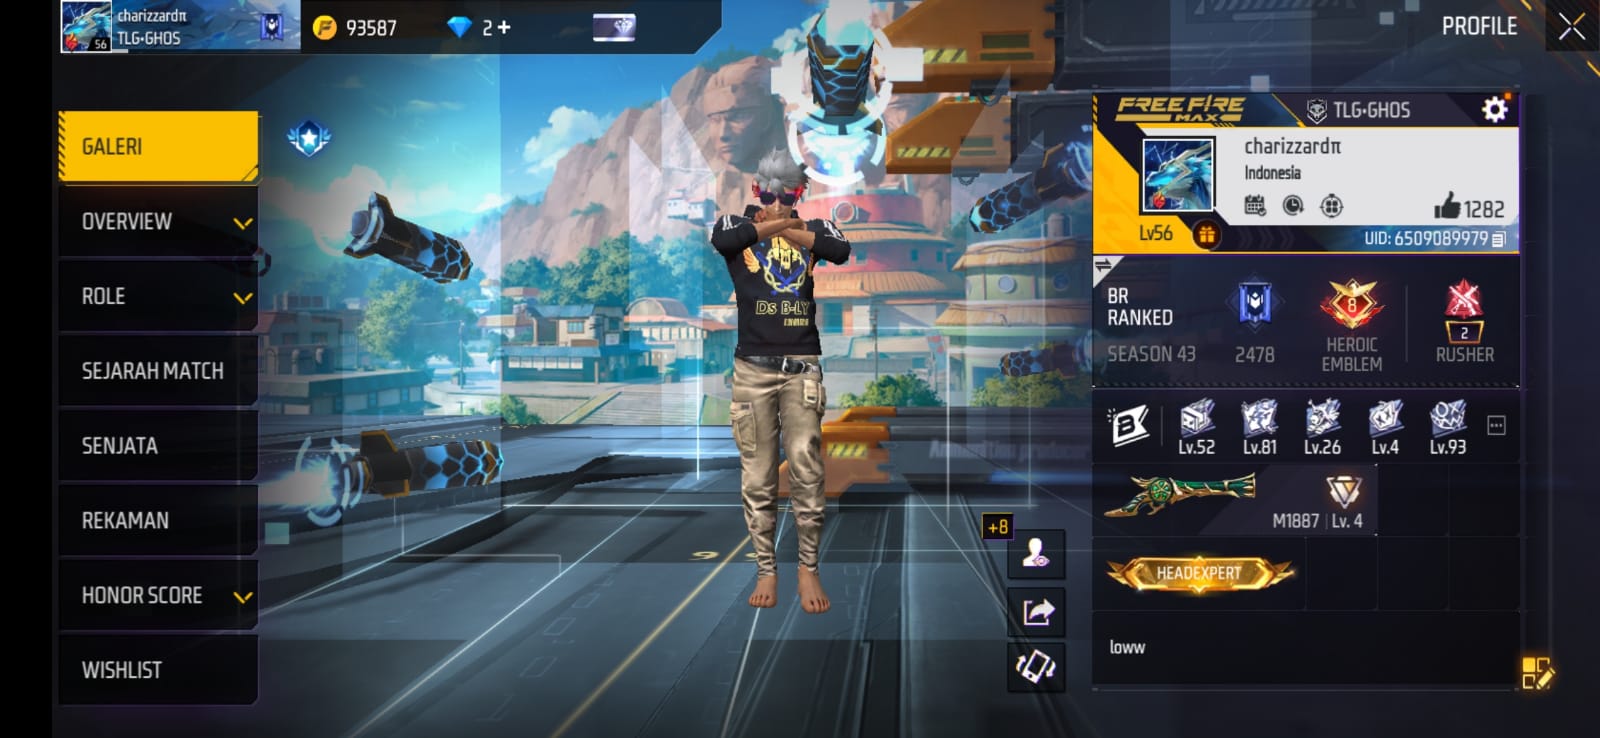 charizzardπ
56
TLG•GHOS
93587
2 +
PROFILE
GALERI
OVERVIEW
ROLE
SEJARAH MATCH
SENJATA
REKAMAN
HONOR SCORE
WISHLIST
Ds B-LY
+8
FREE FIRE
MAX
TLG•GHOS
charizzardπ
Indonesia
1282
Lv56
UID: 6509089979
BR
RANKED
SEASON 43
2478
8
HEROIC
EMBLEM
2
RUSHER
B
Lv.52
Lv.81
Lv.26
Lv.4
Lv.93
M1887
Lv. 4
HEADEXPERT
loww